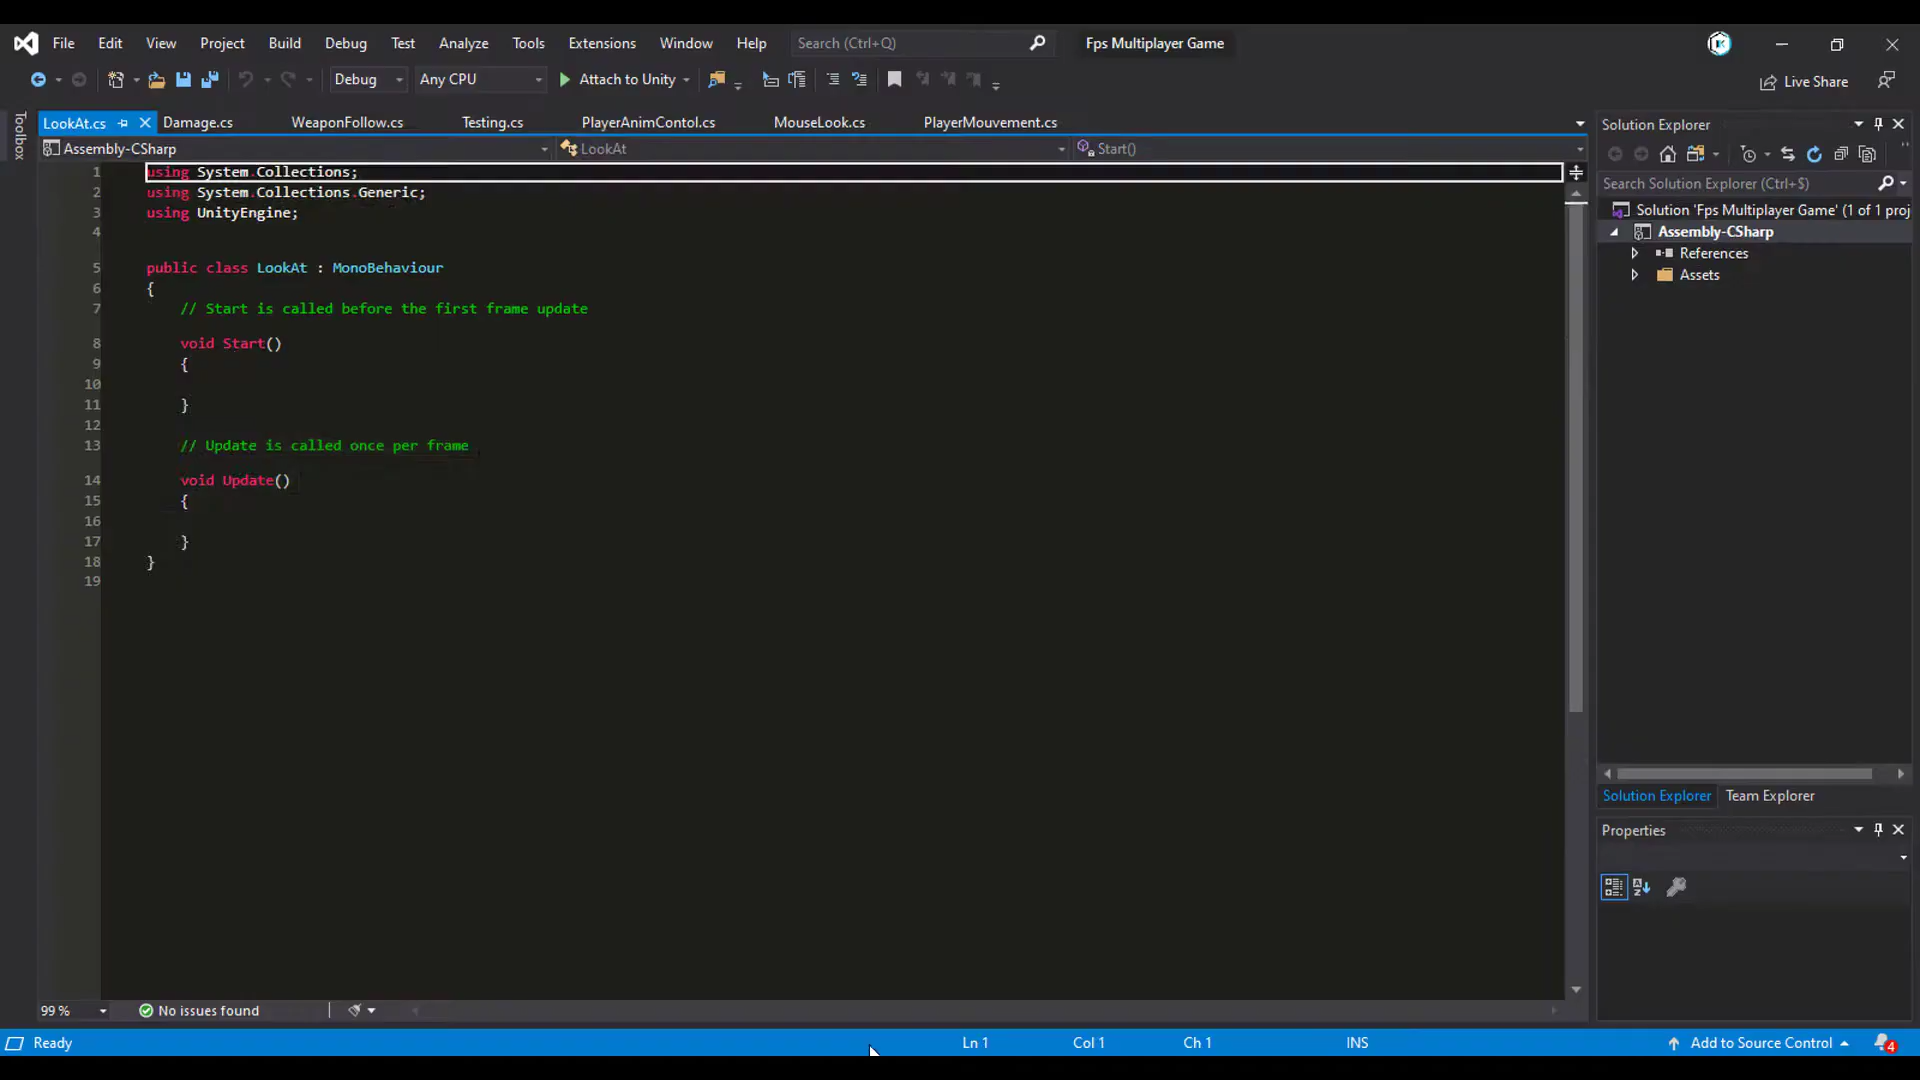 File Edit View Project Build Debug Test Analyze Tools Extensions Window Help Search (Ctrl+Q) Fps Multiplayer Game
Debug Any CPU Attach to Unity Live Share
Toolbox
LookAt.cs Damage.cs WeaponFollow.cs Testing.cs PlayerAnimContol.cs MouseLook.cs PlayerMouvement.cs
Assembly-CSharp LookAt Start()
1 using System.Collections;
2 using System.Collections.Generic;
3 using UnityEngine;
4
5 public class LookAt : MonoBehaviour
6 {
7 // Start is called before the first frame update
8 void Start()
9 {
10
11 }
12
13 // Update is called once per frame
14 void Update()
15 {
16
17 }
18 }
19
99 % No issues found
Solution Explorer
Search Solution Explorer (Ctrl+$)
Solution 'Fps Multiplayer Game' (1 of 1 proj
Assembly-CSharp
References
Assets
Solution Explorer Team Explorer
Properties
Ready Ln 1 Col 1 Ch 1 INS Add to Source Control 4